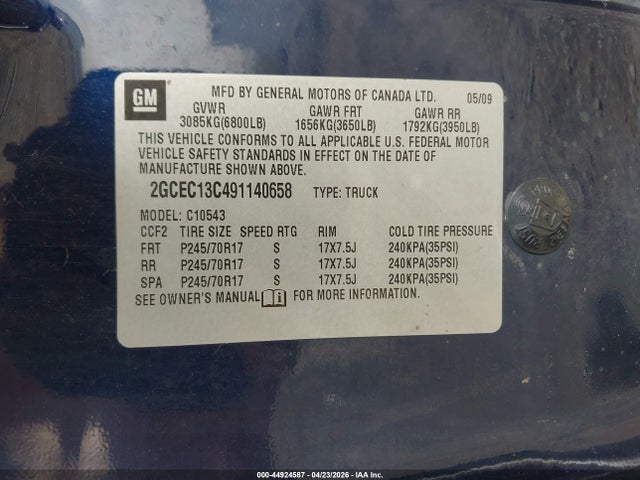 GM
MFD BY GENERAL MOTORS OF CANADA LTD. 05/09
GVWR GAWR FRT GAWR RR
3085KG(6800LB) 1656KG(3650LB) 1792KG(3950LB)
THIS VEHICLE CONFORMS TO ALL APPLICABLE U.S. FEDERAL MOTOR
VEHICLE SAFETY STANDARDS IN EFFECT ON THE DATE OF
MANUFACTURE SHOWN ABOVE.
2GCEC13C491140658 TYPE: TRUCK
MODEL: C10543
CCF2 TIRE SIZE SPEED RTG RIM COLD TIRE PRESSURE
FRT P245/70R17 S 17X7.5J 240KPA(35PSI)
RR P245/70R17 S 17X7.5J 240KPA(35PSI)
SPA P245/70R17 S 17X7.5J 240KPA(35PSI)
SEE OWNER'S MANUAL i FOR MORE INFORMATION.
000-44924587 - 04/23/2026 - IAA Inc.